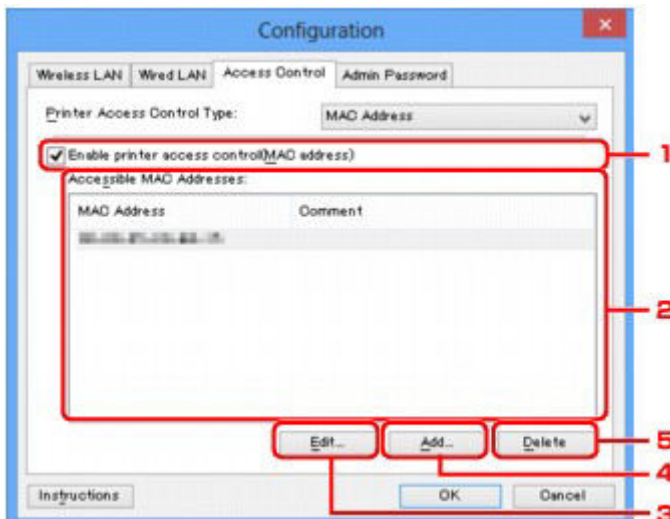 Configuration
Wireless LAN Wired LAN Access Control Admin Password
Printer Access Control Type: MAC Address
Enable printer access control(MAC address) 1
Accessible MAC Addresses:
MAC Address Comment
2
Edit... Add... Delete 5
4
Instructions OK Cancel
3